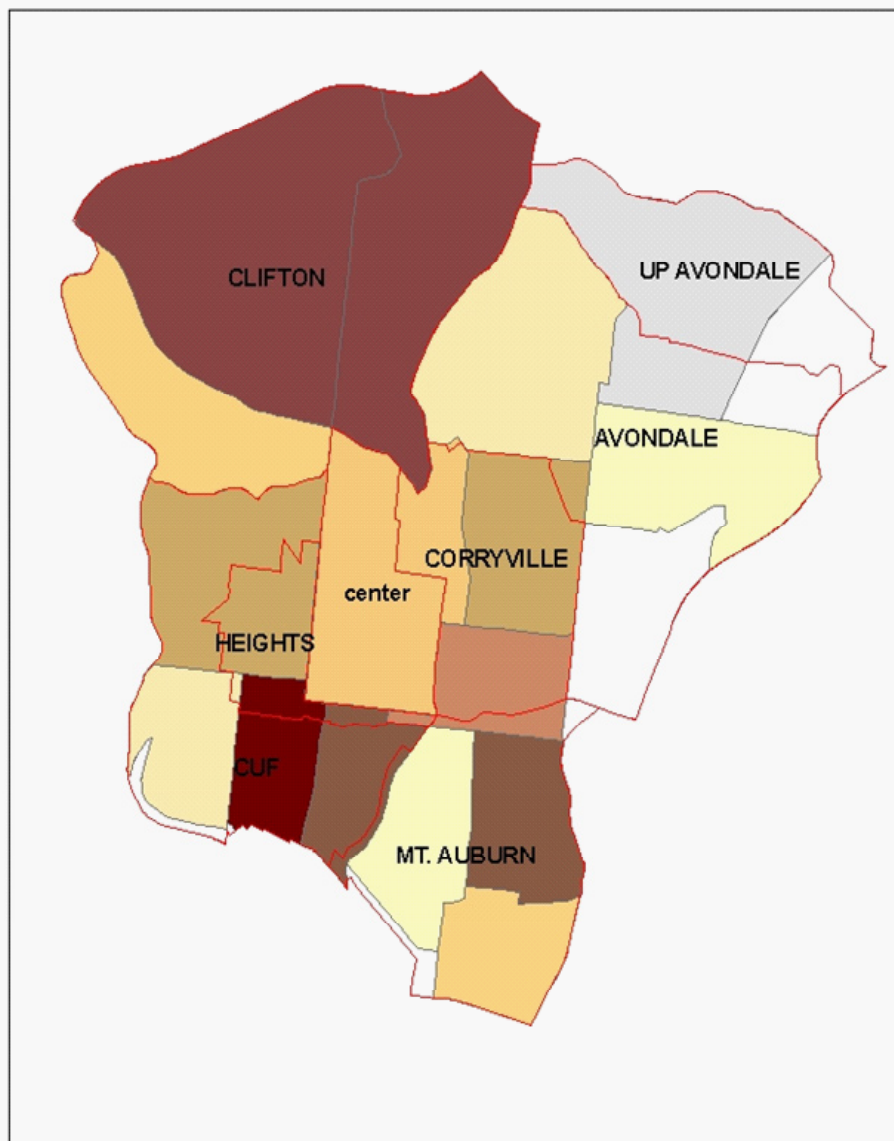 UP AVONDALE
CLIFTON
AVONDALE
CORRYVILLE
center
HEIGHTS
CUF
MT. AUBURN